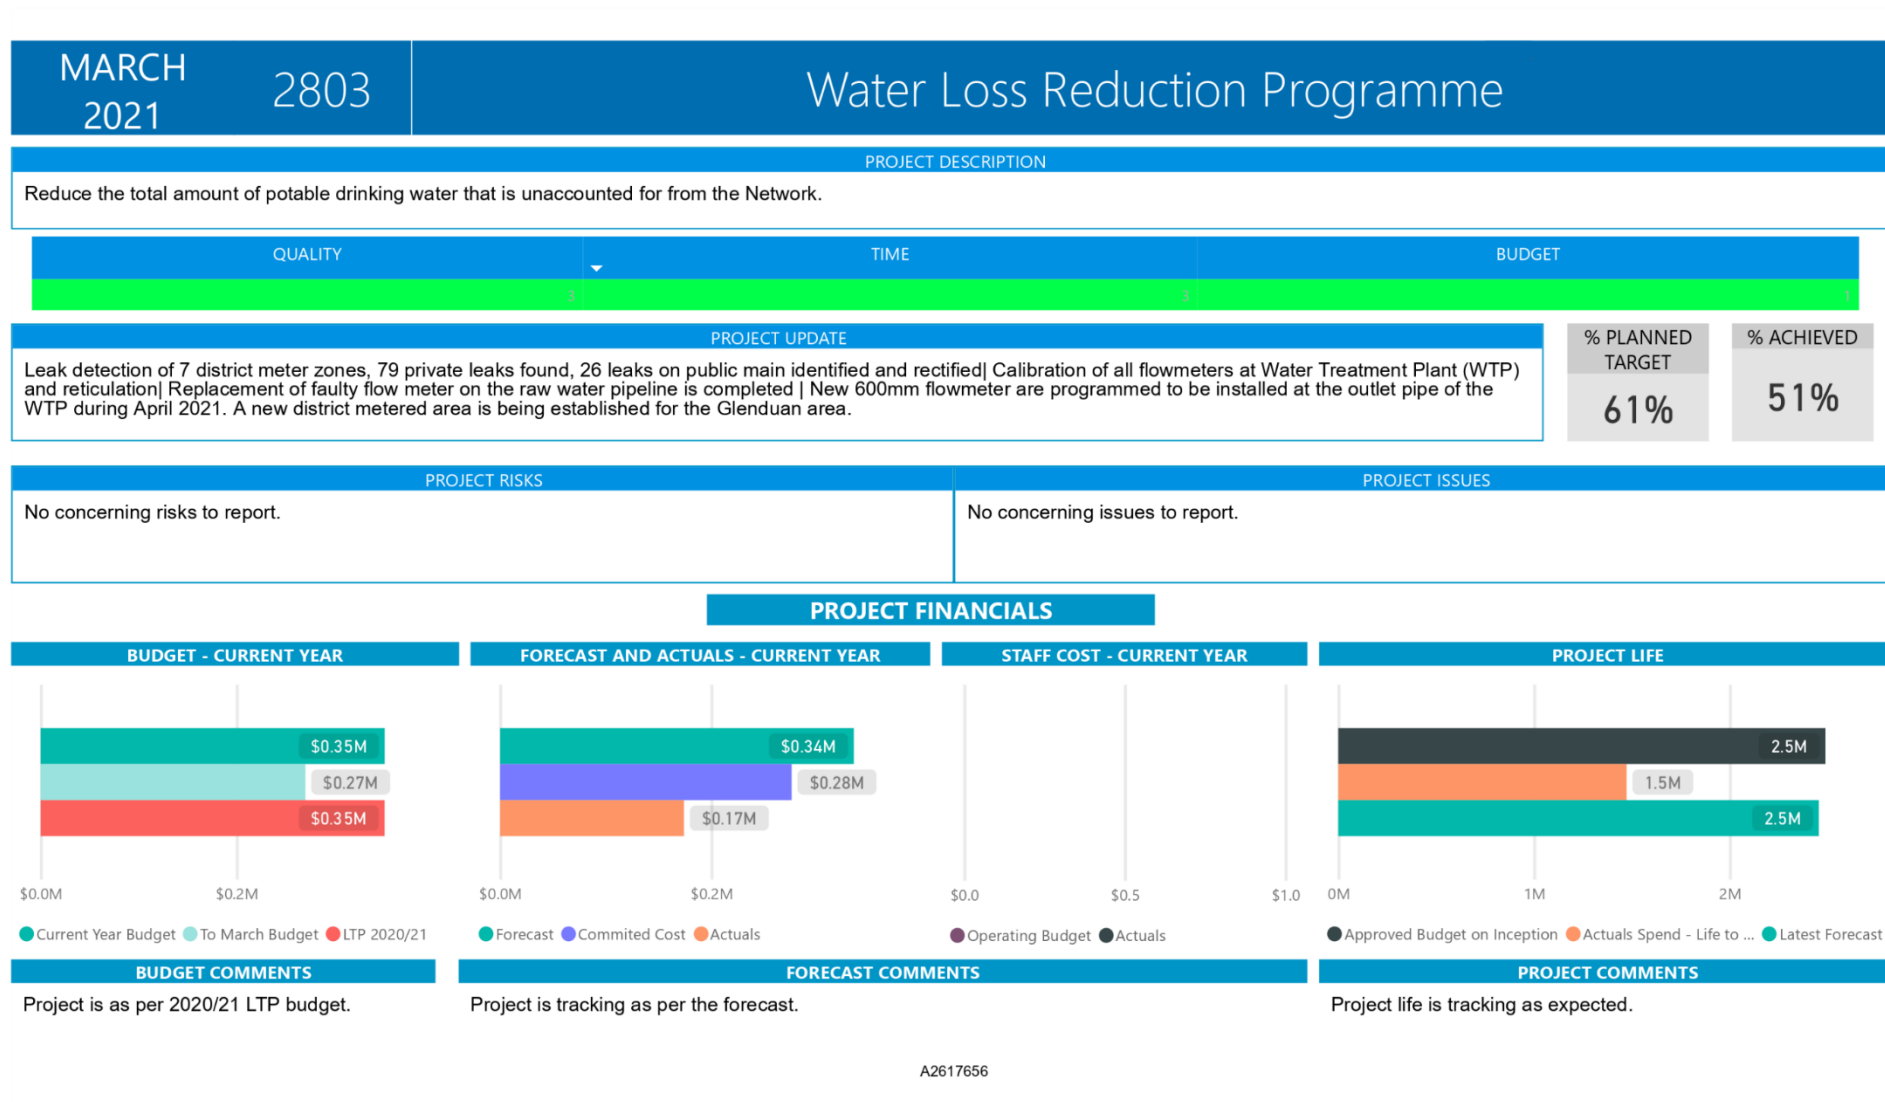 MARCH
2021
2803
Water Loss Reduction Programme
PROJECT DESCRIPTION
Reduce the total amount of potable drinking water that is unaccounted for from the Network.
QUALITY
TIME
BUDGET
3
3
1
PROJECT UPDATE
Leak detection of 7 district meter zones, 79 private leaks found, 26 leaks on public main identified and rectified| Calibration of all flowmeters at Water Treatment Plant (WTP)
and reticulation| Replacement of faulty flow meter on the raw water pipeline is completed | New 600mm flowmeter are programmed to be installed at the outlet pipe of the
WTP during April 2021. A new district metered area is being established for the Glenduan area.
% PLANNED
TARGET
61%
% ACHIEVED
51%
PROJECT RISKS
No concerning risks to report.
PROJECT ISSUES
No concerning issues to report.
PROJECT FINANCIALS
BUDGET - CURRENT YEAR
$0.35M
$0.27M
$0.35M
$0.0M
$0.2M
Current Year Budget
To March Budget
LTP 2020/21
FORECAST AND ACTUALS - CURRENT YEAR
$0.34M
$0.28M
$0.17M
$0.0M
$0.2M
Forecast
Commited Cost
Actuals
STAFF COST - CURRENT YEAR
$0.0
$0.5
$1.0
Operating Budget
Actuals
PROJECT LIFE
2.5M
1.5M
2.5M
0M
1M
2M
Approved Budget on Inception
Actuals Spend - Life to ...
Latest Forecast
BUDGET COMMENTS
Project is as per 2020/21 LTP budget.
FORECAST COMMENTS
Project is tracking as per the forecast.
PROJECT COMMENTS
Project life is tracking as expected.
A2617656